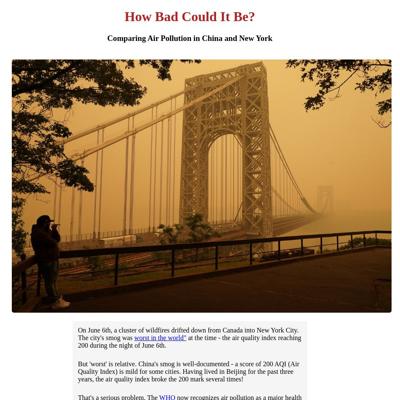 How Bad Could It Be?
Comparing Air Pollution in China and New York
On June 6th, a cluster of wildfires drifted down from Canada into New York City.
The city's smog was worst in the world" at the time - the air quality index reaching
200 during the night of June 6th.
But 'worst' is relative. China's smog is well-documented - a score of 200 AQI (Air
Quality Index) is mild for some cities. Having lived in Beijing for the past three
years, the air quality index broke the 200 mark several times!
That's a serious problem. The WHO now recognizes air pollution as a major health